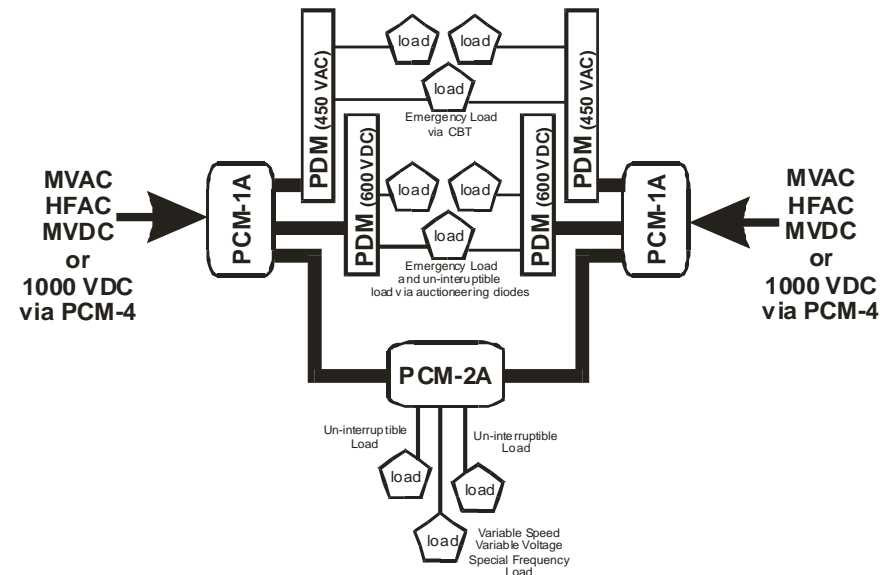 load
load
PDM (450 VAC)
PDM (450 VAC)
load
Emergency Load
via CBT
PDM (600 VDC)
PDM (600 VDC)
load
load
PCM-1A
PCM-1A
MVAC
HFAC
MVDC
or
1000 VDC
via PCM-4
MVAC
HFAC
MVDC
or
1000 VDC
via PCM-4
load
Emergency Load
and un-interuptible
load via auctioneering diodes
PCM-2A
Un-interruptible
Load
Un-interruptible
Load
load
load
load
Variable Speed
Variable Voltage
Special Frequency
Load